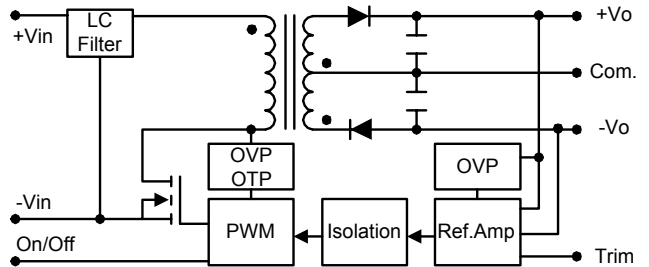 +Vin
LC
Filter
+Vo
Com.
-Vo
OVP
OTP
OVP
-Vin
On/Off
PWM
Isolation
Ref.Amp
Trim